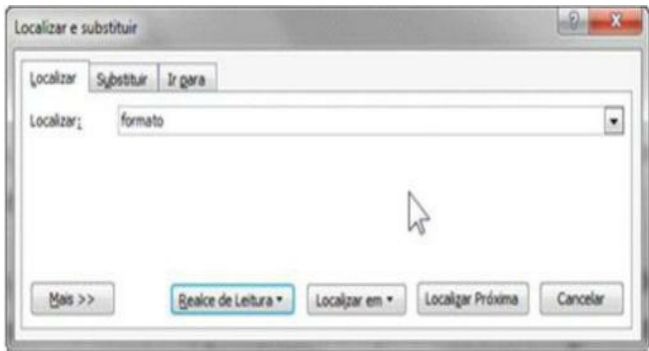 Localizar e substituir
Localizar Substituir Ir para
Localizar: formato
Mais >> Realce de Leitura Localizar em Localizar Próxima Cancelar